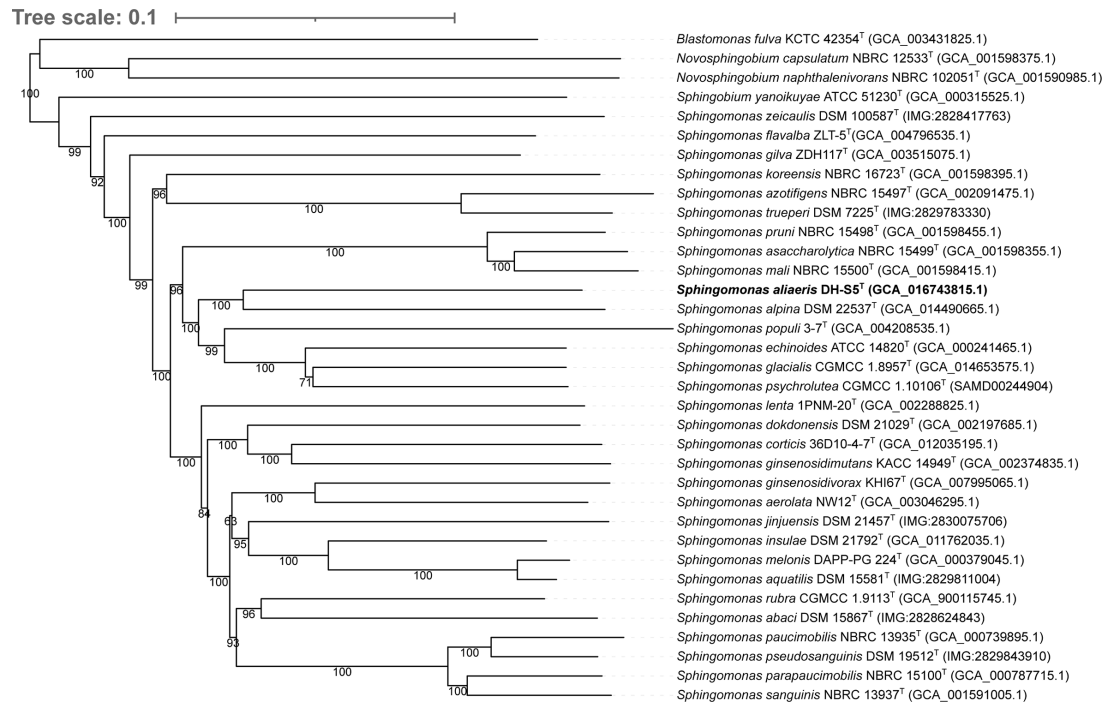 Tree scale: 0.1
Blastomonas fulva KCTC 42354ᵀ (GCA_003431825.1)
Novosphingobium capsulatum NBRC 12533ᵀ (GCA_001598375.1)
100
Novosphingobium naphthalenivorans NBRC 102051ᵀ (GCA_001590985.1)
100
Sphingobium yanoikuyae ATCC 51230ᵀ (GCA_000315525.1)
Sphingomonas zeicaulis DSM 100587ᵀ (IMG:2828417763)
Sphingomonas flavalba ZLT-5ᵀ(GCA_004796535.1)
99
Sphingomonas gilva ZDH117ᵀ (GCA_003515075.1)
Sphingomonas koreensis NBRC 16723ᵀ (GCA_001598395.1)
92
Sphingomonas azotifigens NBRC 15497ᵀ (GCA_002091475.1)
96
100
Sphingomonas trueperi DSM 7225ᵀ (IMG:2829783330)
100
Sphingomonas pruni NBRC 15498ᵀ (GCA_001598455.1)
Sphingomonas asaccharolytica NBRC 15499ᵀ (GCA_001598355.1)
100
Sphingomonas mali NBRC 15500ᵀ (GCA_001598415.1)
100
99
Sphingomonas aliaeris DH-S5ᵀ (GCA_016743815.1)
96
100
Sphingomonas alpina DSM 22537ᵀ (GCA_014490665.1)
Sphingomonas populi 3-7ᵀ (GCA_004208535.1)
100
Sphingomonas echinoides ATCC 14820ᵀ (GCA_000241465.1)
99
Sphingomonas glacialis CGMCC 1.8957ᵀ (GCA_014653575.1)
100
Sphingomonas psychrolutea CGMCC 1.10106ᵀ (SAMD00244904)
100
71
Sphingomonas lenta 1PNM-20ᵀ (GCA_002288825.1)
Sphingomonas dokdonensis DSM 21029ᵀ (GCA_002197685.1)
Sphingomonas corticis 36D10-4-7ᵀ (GCA_012035195.1)
100
Sphingomonas ginsenosidimutans KACC 14949ᵀ (GCA_002374835.1)
100
100
Sphingomonas ginsenosidivorax KHI67ᵀ (GCA_007995065.1)
Sphingomonas aerolata NW12ᵀ (GCA_003046295.1)
100
84
Sphingomonas jinjuensis DSM 21457ᵀ (IMG:2830075706)
63
Sphingomonas insulae DSM 21792ᵀ (GCA_011762035.1)
95
Sphingomonas melonis DAPP-PG 224ᵀ (GCA_000379045.1)
100
Sphingomonas aquatilis DSM 15581ᵀ (IMG:2829811004)
100
100
Sphingomonas rubra CGMCC 1.9113ᵀ (GCA_900115745.1)
Sphingomonas abaci DSM 15867ᵀ (IMG:2828624843)
96
Sphingomonas paucimobilis NBRC 13935ᵀ (GCA_000739895.1)
93
Sphingomonas pseudosanguinis DSM 19512ᵀ (IMG:2829843910)
100
Sphingomonas parapaucimobilis NBRC 15100ᵀ (GCA_000787715.1)
100
Sphingomonas sanguinis NBRC 13937ᵀ (GCA_001591005.1)
100